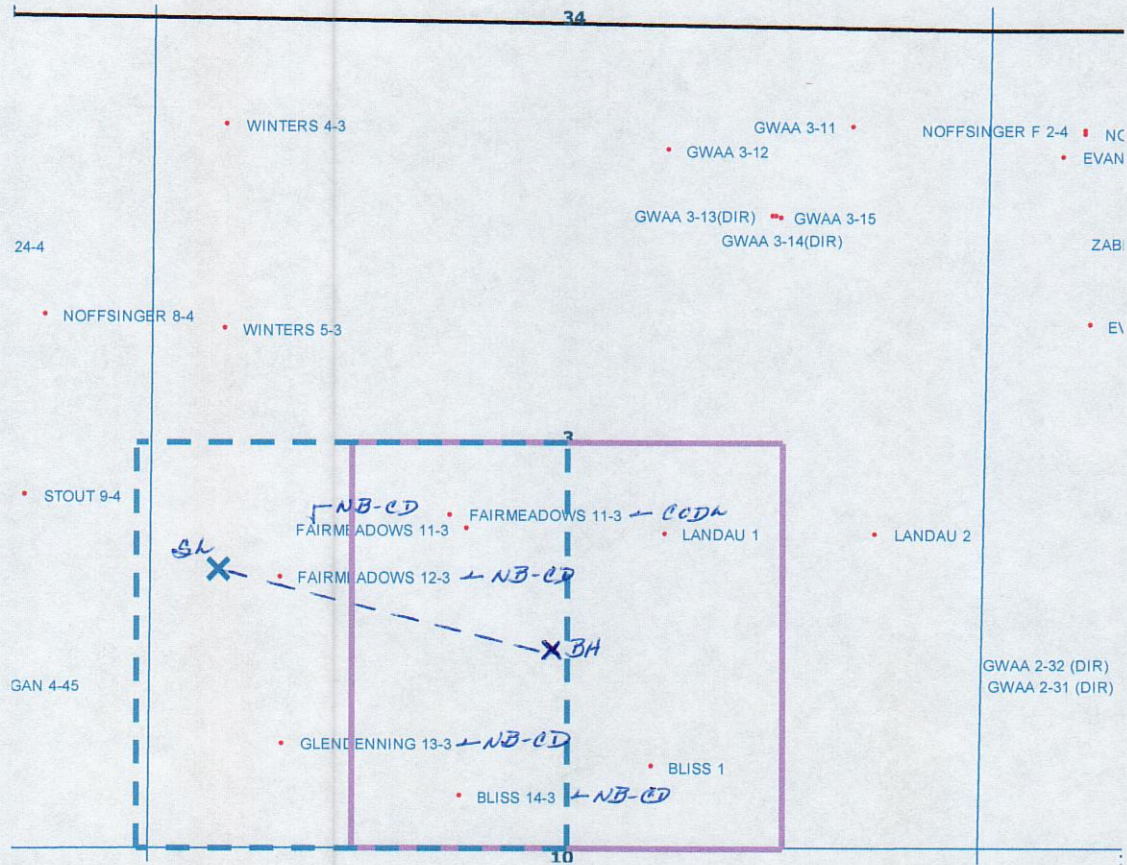 34
WINTERS 4-3
GWAA 3-11
NOFFSINGER F 2-4
NC
GWAA 3-12
EVAN
GWAA 3-13(DIR)
GWAA 3-15
GWAA 3-14(DIR)
24-4
ZABI
NOFFSINGER 8-4
WINTERS 5-3
EV
3
STOUT 9-4
NB-CD
FAIRMEADOWS 11-3
FAIRMEADOWS 11-3 - CODL
LANDAU 1
LANDAU 2
SL
FAIRMEADOWS 12-3 - NB-CD
BH
GWAA 2-32 (DIR)
GWAA 2-31 (DIR)
GAN 4-45
GLENDENNING 13-3 - NB-CD
BLISS 1
BLISS 14-3 - NB-CD
10